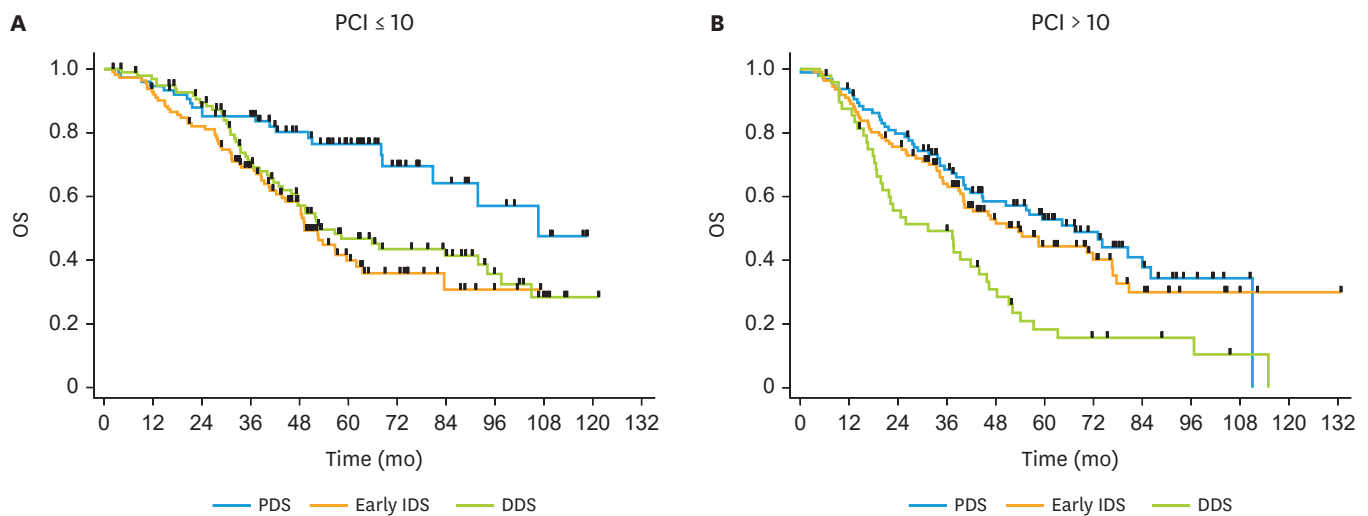 A
PCI ≤ 10
OS
1.0
0.8
0.6
0.4
0.2
0
0 12 24 36 48 60 72 84 96 108 120 132
Time (mo)
PDS Early IDS DDS
B
PCI > 10
OS
1.0
0.8
0.6
0.4
0.2
0
0 12 24 36 48 60 72 84 96 108 120 132
Time (mo)
PDS Early IDS DDS